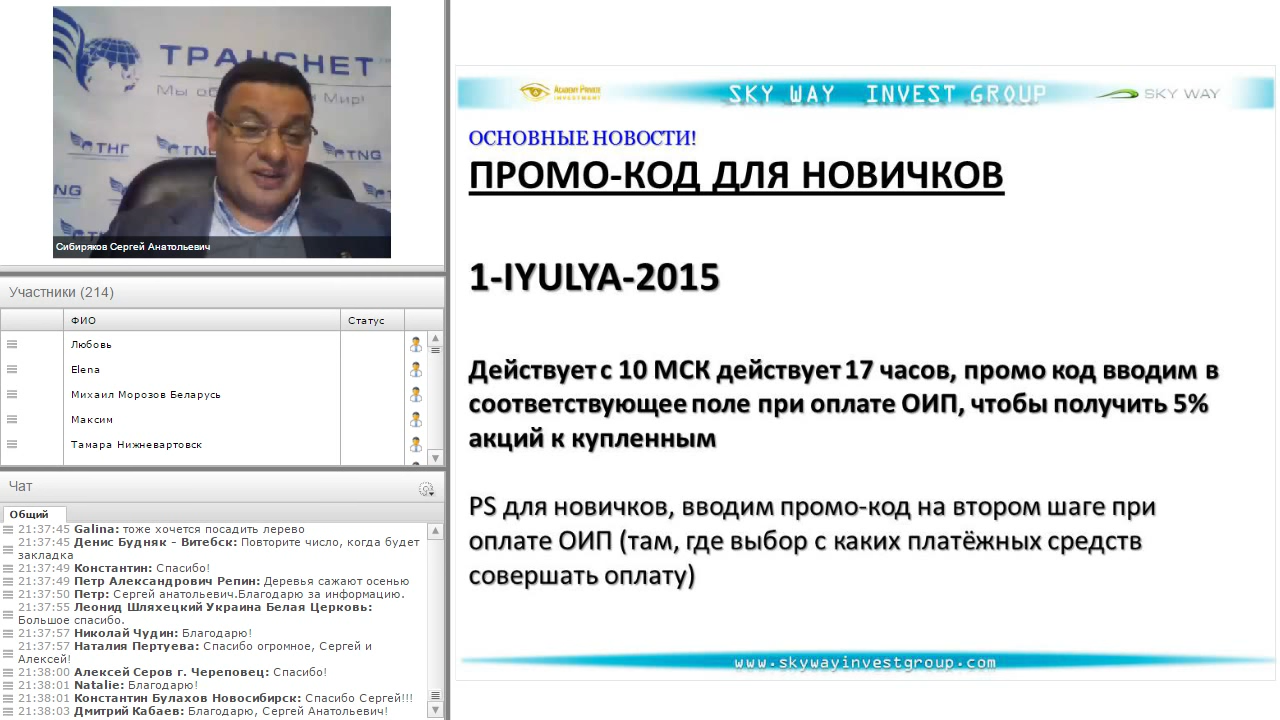 ТРАНСНЕТ
Мы об
Мир!
ТНГ
TNG
TNG
Сибиряков Сергей Анатольевич
Участники (214)
ФИО
Статус
Любовь
Elena
Михаил Морозов Беларусь
Максим
Тамара Нижневартовск
Чат
Общий
21:37:45 Galina: тоже хочется посадить лерево
21:37:45 Денис Будняк – Витебск: Повторите число, когда будет
закладка
21:37:49 Константин: Спасибо!
21:37:49 Петр Александрович Репин: Деревья сажают осенью
21:37:50 Петр: Сергей анатольевич.Благодарю за информацию.
21:37:55 Леонид Шляхецкий Украина Белая Церковь:
Большое спасибо.
21:37:57 Николай Чудин: Благодарю!
21:37:57 Наталия Пертуева: Спасибо огромное, Сергей и
Алексей!
21:38:00 Алексей Серов г. Череповец: Спасибо!
21:38:01 Natalie: Благодарю!
21:38:01 Константин Булахов Новосибирск: Спасибо Сергей!!!
21:38:03 Дмитрий Кабаев: Благодарю, Сергей Анатольевич!
ACADEMY PRIVATE
INVESTMENT
SKY WAY INVEST GROUP
SKY WAY
ОСНОВНЫЕ НОВОСТИ!
ПРОМО-КОД ДЛЯ НОВИЧКОВ
1-IYULYA-2015
Действует с 10 МСК действует 17 часов, промо код вводим в
соответствующее поле при оплате ОИП, чтобы получить 5%
акций к купленным
PS для новичков, вводим промо-код на втором шаге при
оплате ОИП (там, где выбор с каких платёжных средств
совершать оплату)
www.skywayinvestgroup.com